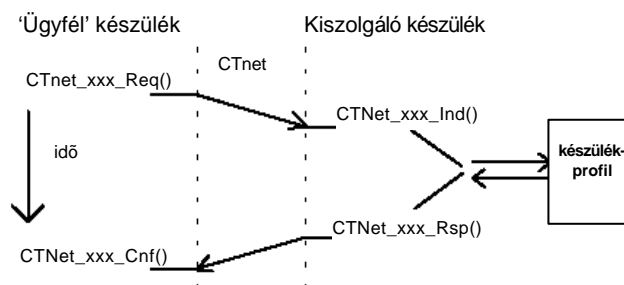 ‘Ügyfél’ készülék
Kiszolgáló készülék
CTnet
CTnet_xxx_Req()
CTNet_xxx_Ind()
idõ
készülék-
profil
CTNet_xxx_Rsp()
CTNet_xxx_Cnf()